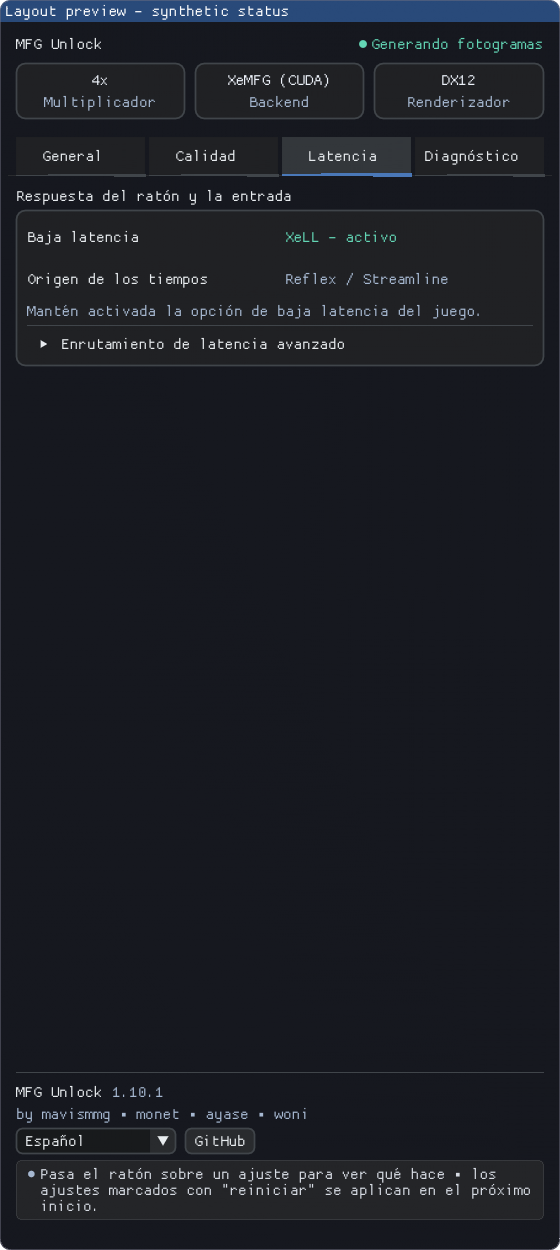 Layout preview - synthetic status
MFG Unlock
Generando fotogramas
4x
Multiplicador
XeMFG (CUDA)
Backend
DX12
Renderizador
General
Calidad
Latencia
Diagnóstico
Respuesta del ratón y la entrada
Baja latencia
XeLL - activo
Origen de los tiempos
Reflex / Streamline
Mantén activada la opción de baja latencia del juego.
Enrutamiento de latencia avanzado
MFG Unlock 1.10.1
by mavismmg • monet • ayase • woni
Español
GitHub
Pasa el ratón sobre un ajuste para ver qué hace • los
ajustes marcados con "reiniciar" se aplican en el próximo
inicio.